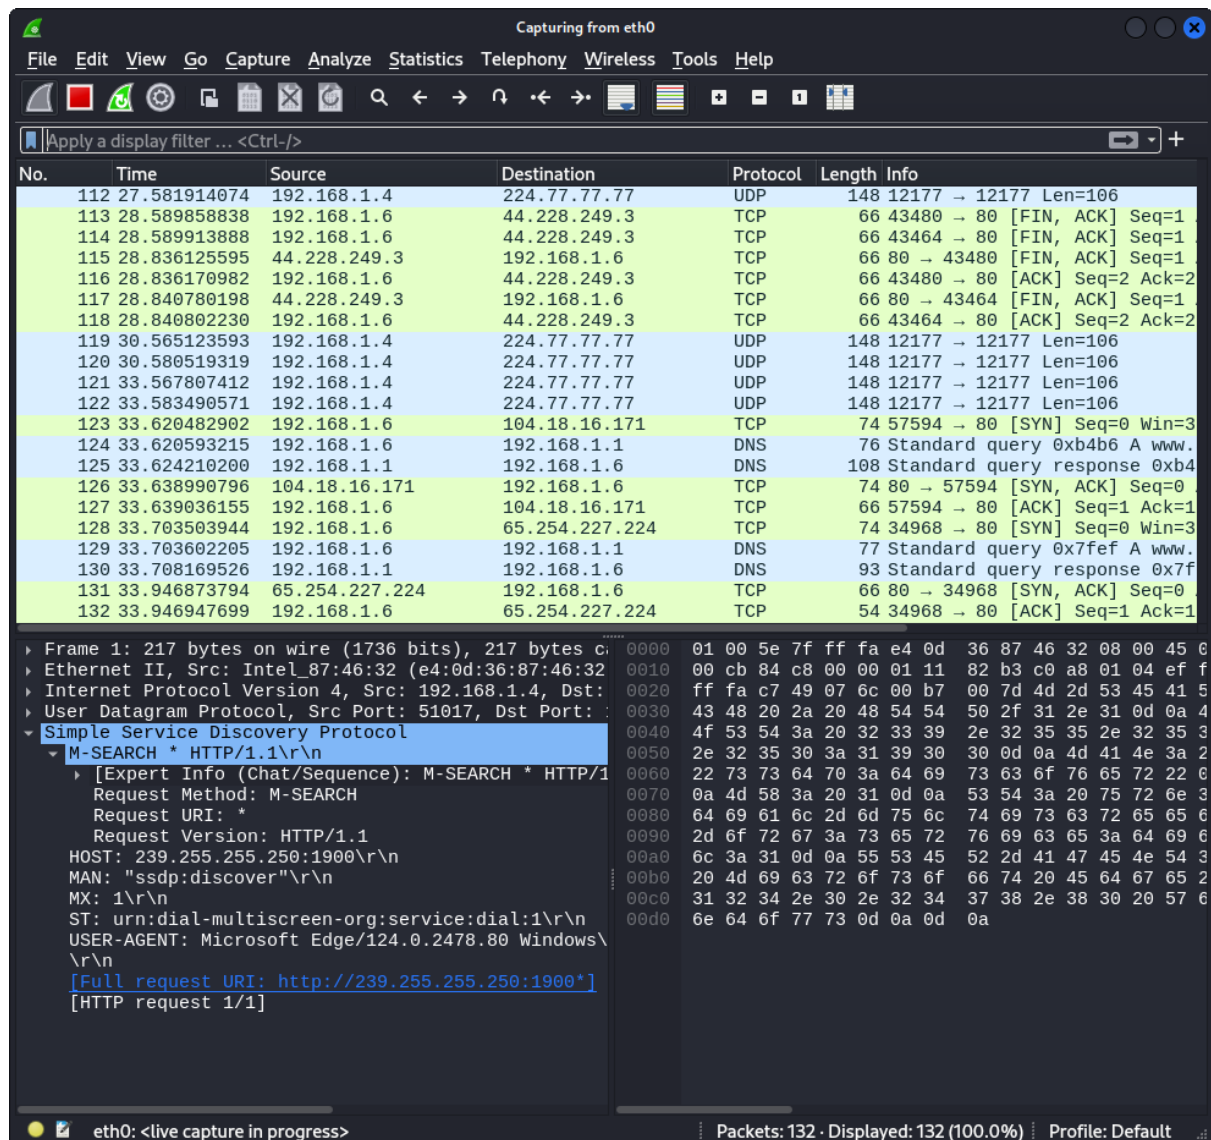 Capturing from eth0
File Edit View Go Capture Analyze Statistics Telephony Wireless Tools Help
Apply a display filter … <Ctrl-/>
No. Time Source Destination Protocol Length Info
112 27.581914074 192.168.1.4 224.77.77.77 UDP 148 12177 → 12177 Len=106
113 28.589858838 192.168.1.6 44.228.249.3 TCP 66 43480 → 80 [FIN, ACK] Seq=1
114 28.589913888 192.168.1.6 44.228.249.3 TCP 66 43464 → 80 [FIN, ACK] Seq=1
115 28.836125595 44.228.249.3 192.168.1.6 TCP 66 80 → 43480 [FIN, ACK] Seq=1
116 28.836170982 192.168.1.6 44.228.249.3 TCP 66 43480 → 80 [ACK] Seq=2 Ack=2
117 28.840780198 44.228.249.3 192.168.1.6 TCP 66 80 → 43464 [FIN, ACK] Seq=1
118 28.840802230 192.168.1.6 44.228.249.3 TCP 66 43464 → 80 [ACK] Seq=2 Ack=2
119 30.565123593 192.168.1.4 224.77.77.77 UDP 148 12177 → 12177 Len=106
120 30.580519319 192.168.1.4 224.77.77.77 UDP 148 12177 → 12177 Len=106
121 33.567807412 192.168.1.4 224.77.77.77 UDP 148 12177 → 12177 Len=106
122 33.583490571 192.168.1.4 224.77.77.77 UDP 148 12177 → 12177 Len=106
123 33.620482902 192.168.1.6 104.18.16.171 TCP 74 57594 → 80 [SYN] Seq=0 Win=3
124 33.620593215 192.168.1.6 192.168.1.1 DNS 76 Standard query 0xb4b6 A www.
125 33.624210200 192.168.1.1 192.168.1.6 DNS 108 Standard query response 0xb4
126 33.638990796 104.18.16.171 192.168.1.6 TCP 74 80 → 57594 [SYN, ACK] Seq=0
127 33.639036155 192.168.1.6 104.18.16.171 TCP 66 57594 → 80 [ACK] Seq=1 Ack=1
128 33.703503944 192.168.1.6 65.254.227.224 TCP 74 34968 → 80 [SYN] Seq=0 Win=3
129 33.703602205 192.168.1.6 192.168.1.1 DNS 77 Standard query 0x7fef A www.
130 33.708169526 192.168.1.1 192.168.1.6 DNS 93 Standard query response 0x7f
131 33.946873794 65.254.227.224 192.168.1.6 TCP 66 80 → 34968 [SYN, ACK] Seq=0
132 33.946947699 192.168.1.6 65.254.227.224 TCP 54 34968 → 80 [ACK] Seq=1 Ack=1
Frame 1: 217 bytes on wire (1736 bits), 217 bytes
Ethernet II, Src: Intel_87:46:32 (e4:0d:36:87:46:32
Internet Protocol Version 4, Src: 192.168.1.4, Dst:
User Datagram Protocol, Src Port: 51017, Dst Port:
Simple Service Discovery Protocol
M-SEARCH * HTTP/1.1\r\n
[Expert Info (Chat/Sequence): M-SEARCH * HTTP/1
Request Method: M-SEARCH
Request URI: *
Request Version: HTTP/1.1
HOST: 239.255.255.250:1900\r\n
MAN: "ssdp:discover"\r\n
MX: 1\r\n
ST: urn:dial-multiscreen-org:service:dial:1\r\n
USER-AGENT: Microsoft Edge/124.0.2478.80 Windows\
\r\n
[Full request URI: http://239.255.255.250:1900*]
[HTTP request 1/1]
0000 01 00 5e 7f ff fa e4 0d 36 87 46 32 08 00 45 0
0010 00 cb 84 c8 00 00 01 11 82 b3 c0 a8 01 04 ef f
0020 ff fa c7 49 07 6c 00 b7 00 7d 4d 2d 53 45 41 5
0030 43 48 20 2a 20 48 54 54 50 2f 31 2e 31 0d 0a 4
0040 4f 53 54 3a 20 32 33 39 2e 32 35 35 2e 32 35 3
0050 2e 32 35 30 3a 31 39 30 30 0d 0a 4d 41 4e 3a 2
0060 22 73 73 64 70 3a 64 69 73 63 6f 76 65 72 22 0
0070 0a 4d 58 3a 20 31 0d 0a 53 54 3a 20 75 72 6e 3
0080 64 69 61 6c 2d 6d 75 6c 74 69 73 63 72 65 65 6
0090 2d 6f 72 67 3a 73 65 72 76 69 63 65 3a 64 69 6
00a0 6c 3a 31 0d 0a 55 53 45 52 2d 41 47 45 4e 54 3
00b0 20 4d 69 63 72 6f 73 6f 66 74 20 45 64 67 65 2
00c0 31 32 34 2e 30 2e 32 34 37 38 2e 38 30 20 57 6
00d0 6e 64 6f 77 73 0d 0a 0d 0a
eth0: <live capture in progress> Packets: 132 · Displayed: 132 (100.0%) Profile: Default